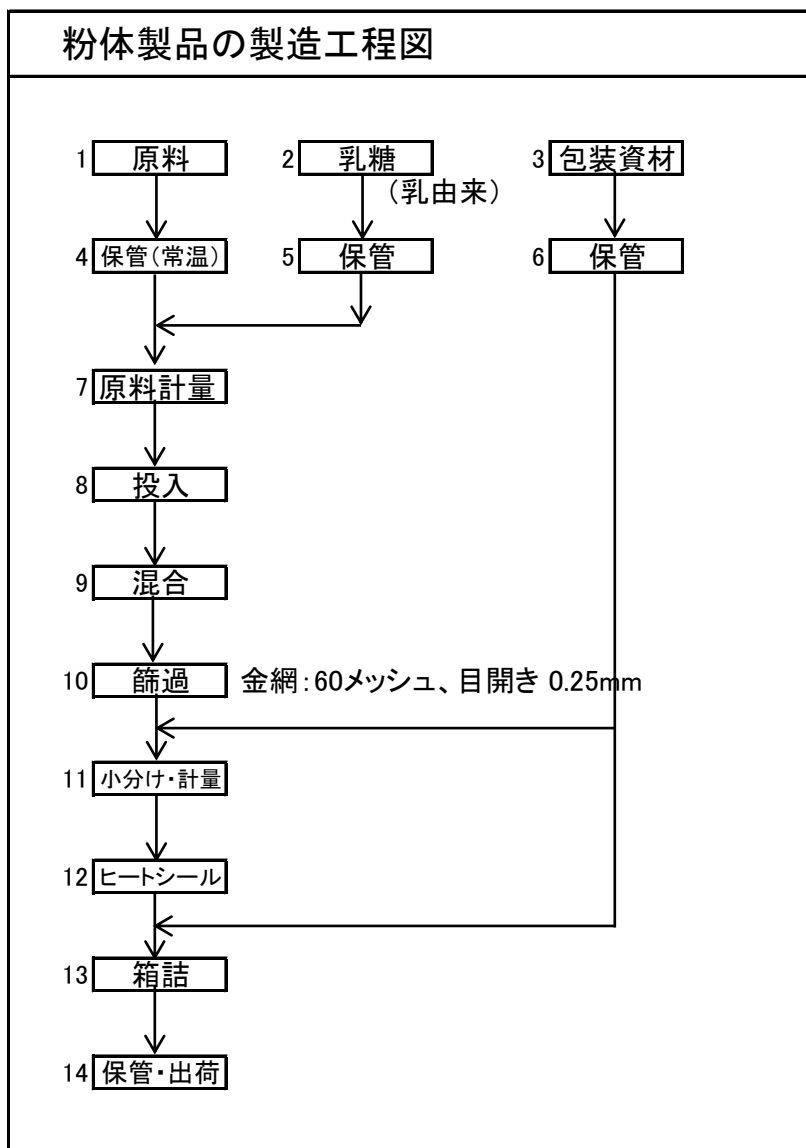 粉体製品の製造工程図
1 原料
2 乳糖
3 包装資材
(乳由来)
4 保管(常温)
5 保管
6 保管
7 原料計量
8 投入
9 混合
10 篩過 金網:60メッシュ、目開き 0.25mm
11 小分け・計量
12 ヒートシール
13 箱詰
14 保管・出荷